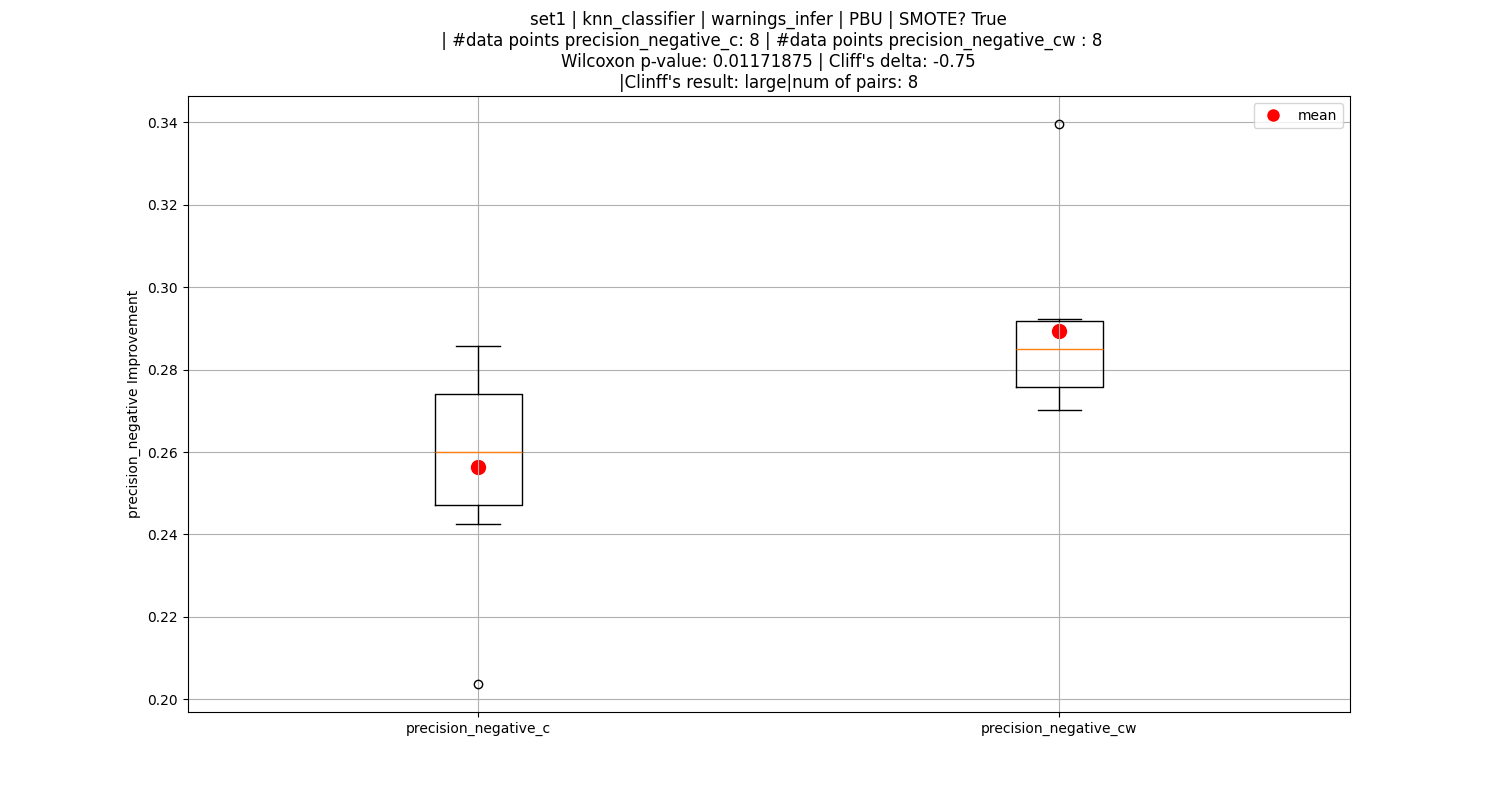 set1 | knn_classifier | warnings_infer | PBU | SMOTE? True
| #data points precision_negative_c: 8 | #data points precision_negative_cw : 8
Wilcoxon p-value: 0.01171875 | Cliff's delta: -0.75
|Clinff's result: large|num of pairs: 8
mean
0.34
0.32
0.30
0.28
0.26
0.24
0.22
0.20
precision_negative Improvement
precision_negative_c
precision_negative_cw